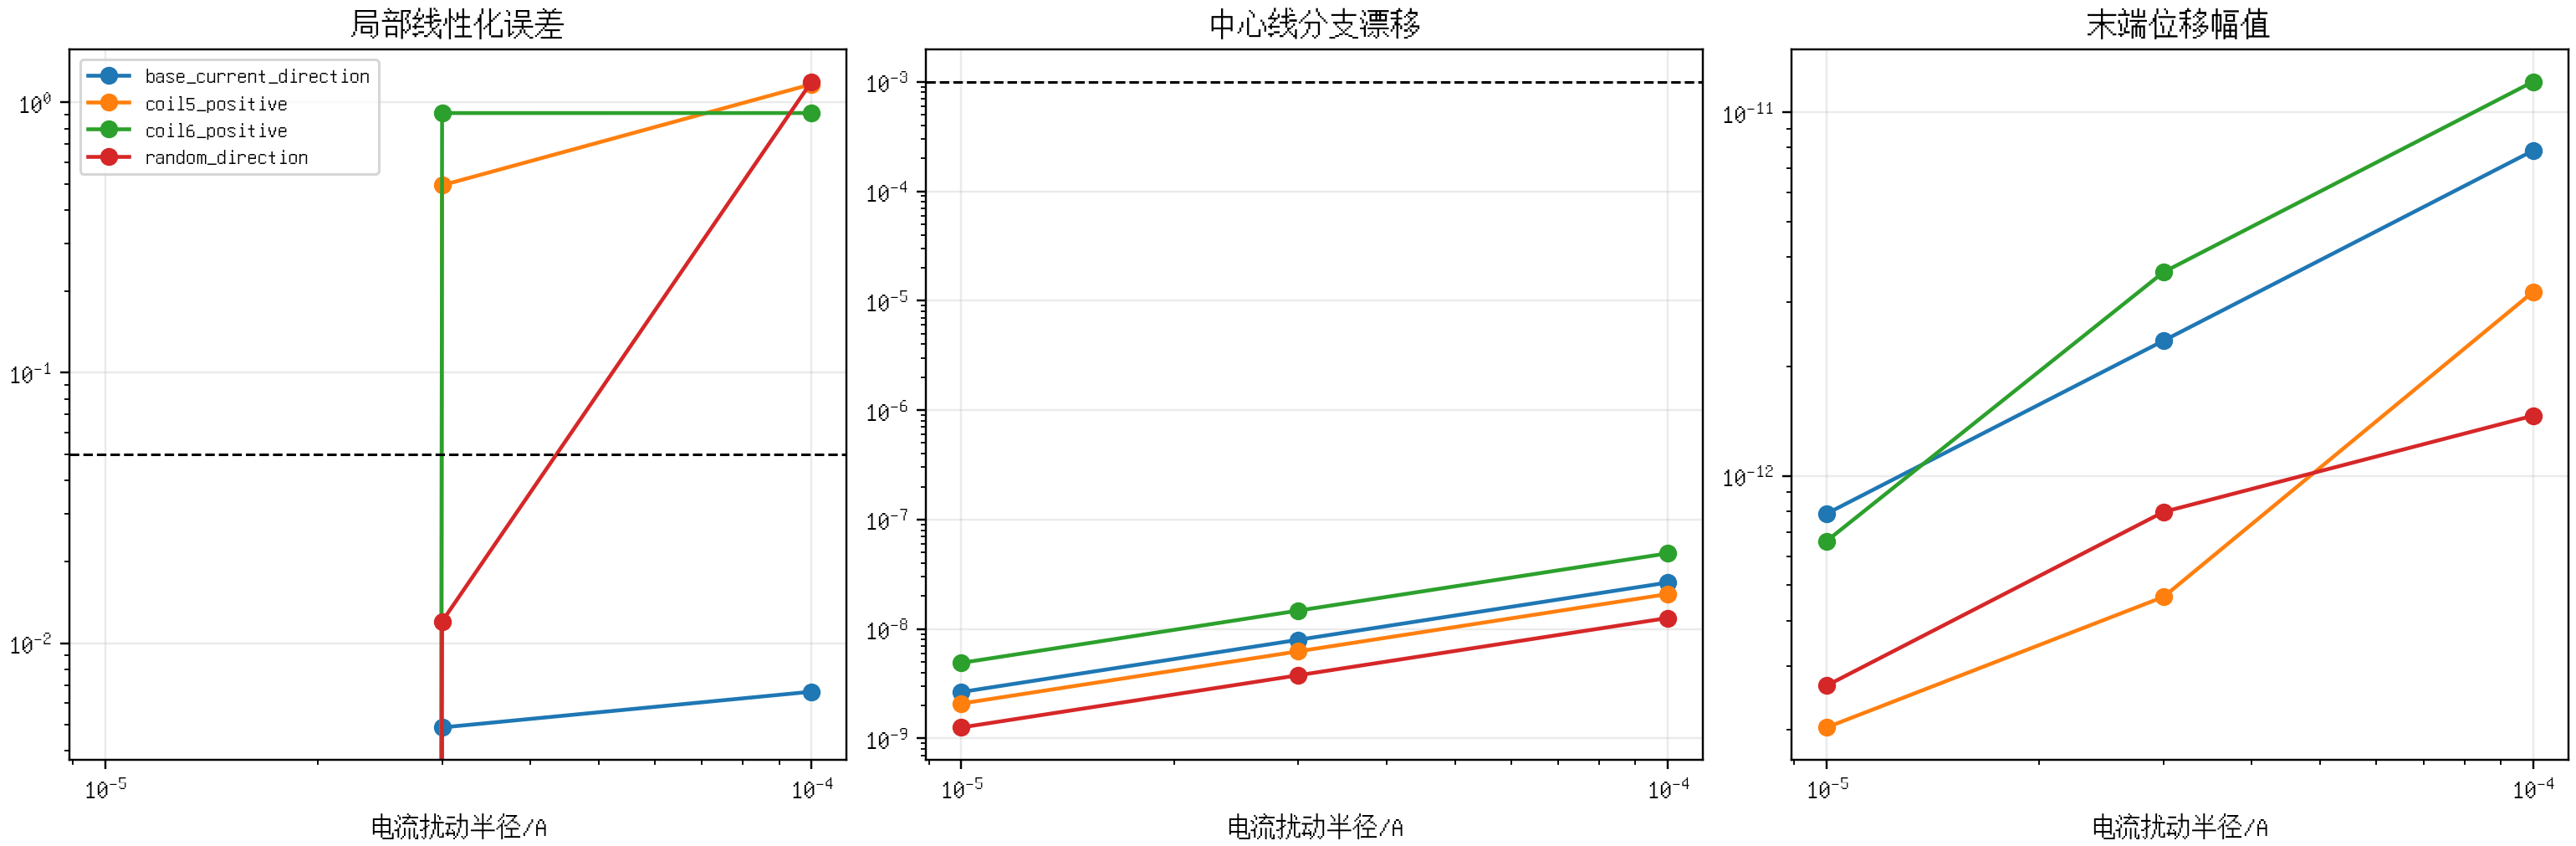 局部线性化误差
base_current_direction
coil5_positive
coil6_positive
random_direction
10⁰
10⁻¹
10⁻²
10⁻⁵
10⁻⁴
电流扰动半径/A
中心线分支漂移
10⁻³
10⁻⁴
10⁻⁵
10⁻⁶
10⁻⁷
10⁻⁸
10⁻⁹
10⁻⁵
10⁻⁴
电流扰动半径/A
末端位移幅值
10⁻¹¹
10⁻¹²
10⁻⁵
10⁻⁴
电流扰动半径/A